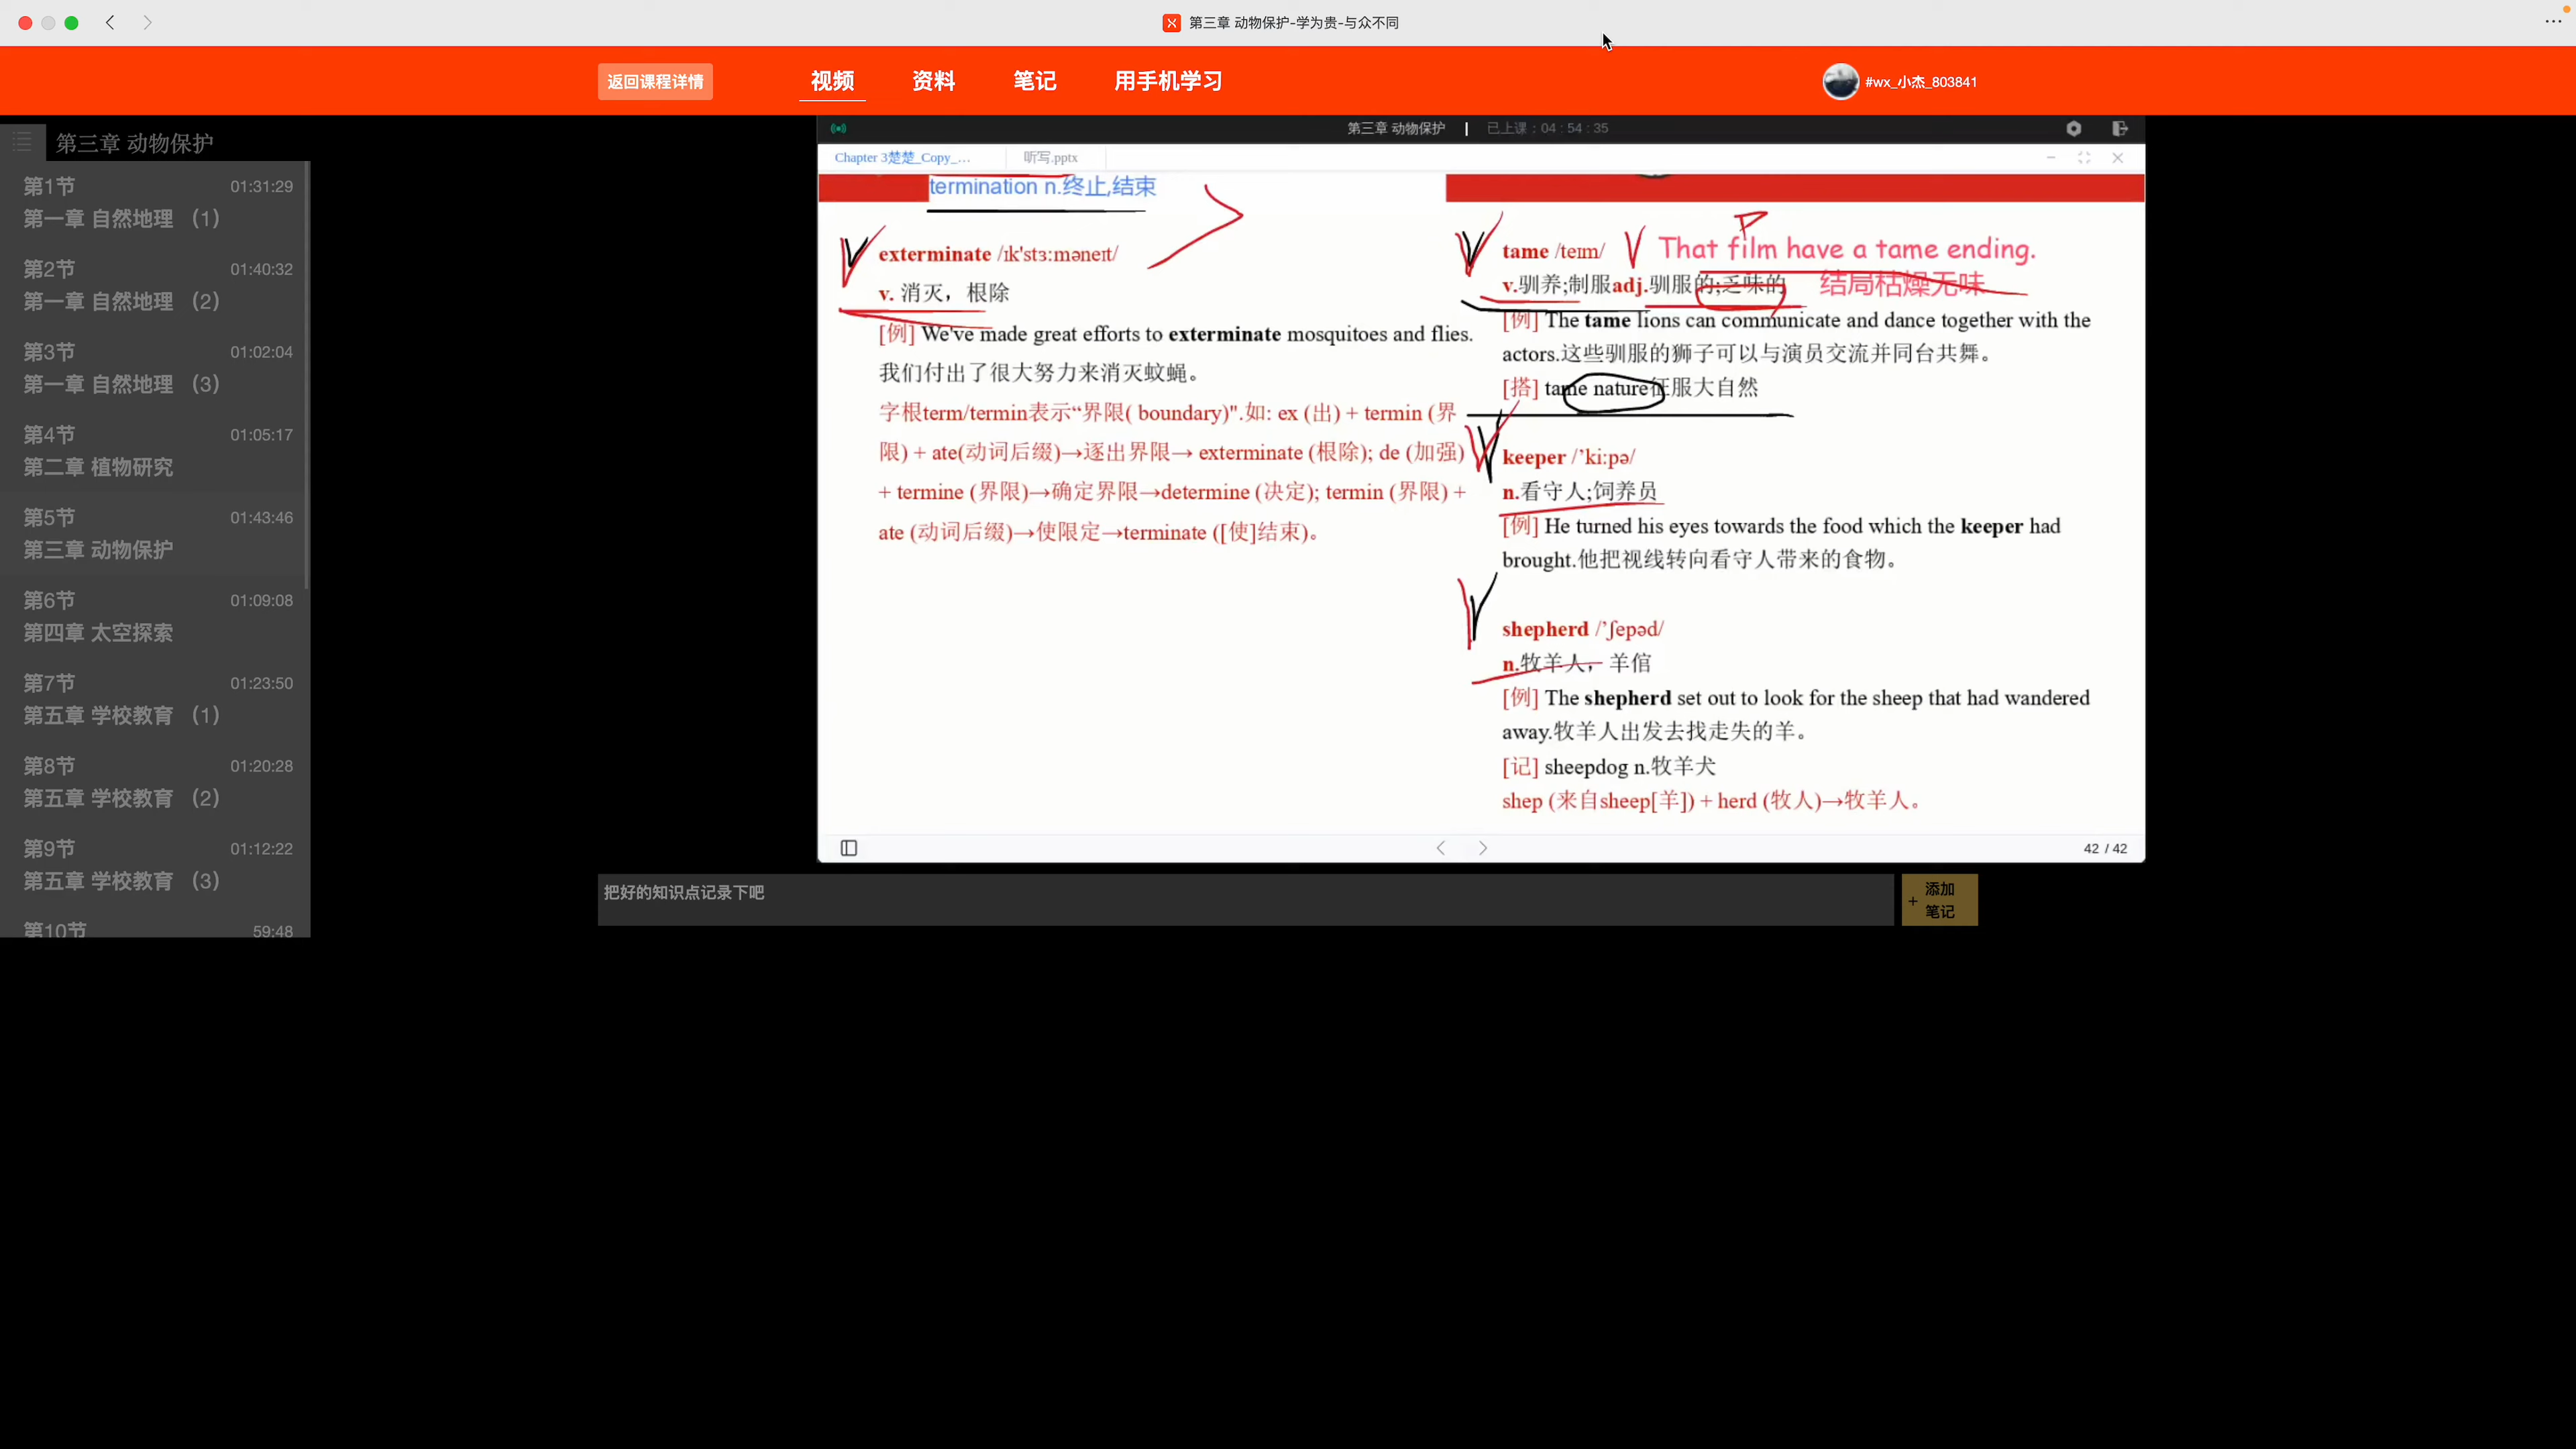 第三章 动物保护-学为贵-与众不同
返回课程详情
视频
资料
笔记
用手机学习
#wx_小杰_803841
第三章 动物保护
第1节 01:31:29
第一章 自然地理 （1）
第2节 01:40:32
第一章 自然地理 （2）
第3节 01:02:04
第一章 自然地理 （3）
第4节 01:05:17
第二章 植物研究
第5节 01:43:46
第三章 动物保护
第6节 01:09:08
第四章 太空探索
第7节 01:23:50
第五章 学校教育 （1）
第8节 01:20:28
第五章 学校教育 （2）
第9节 01:12:22
第五章 学校教育 （3）
第10节 59:48
第三章 动物保护 | 已上课：04 : 54 : 35
Chapter 3楚楚_Copy_...
听写.pptx
termination n.终止,结束
exterminate /ɪk'stɜ:məneɪt/
v. 消灭，根除
[例] We've made great efforts to exterminate mosquitoes and flies.
我们付出了很大努力来消灭蚊蝇。
字根term/termin表示“界限( boundary)".如: ex (出) + termin (界
限) + ate(动词后缀)→逐出界限→ exterminate (根除); de (加强)
+ termine (界限)→确定界限→determine (决定); termin (界限) +
ate (动词后缀)→使限定→terminate ([使]结束)。
P
tame /teɪm/ That film have a tame ending.
v.驯养;制服adj.驯服的;乏味的 结局枯燥无味
[例] The tame lions can communicate and dance together with the
actors.这些驯服的狮子可以与演员交流并同台共舞。
[搭] tame nature征服大自然
keeper /’ki:pə/
n.看守人;饲养员
[例] He turned his eyes towards the food which the keeper had
brought.他把视线转向看守人带来的食物。
shepherd /’ʃepəd/
n.牧羊人，羊倌
[例] The shepherd set out to look for the sheep that had wandered
away.牧羊人出发去找走失的羊。
[记] sheepdog n.牧羊犬
shep (来自sheep[羊]) + herd (牧人)→牧羊人。
42 / 42
把好的知识点记录下吧
+ 添加
笔记